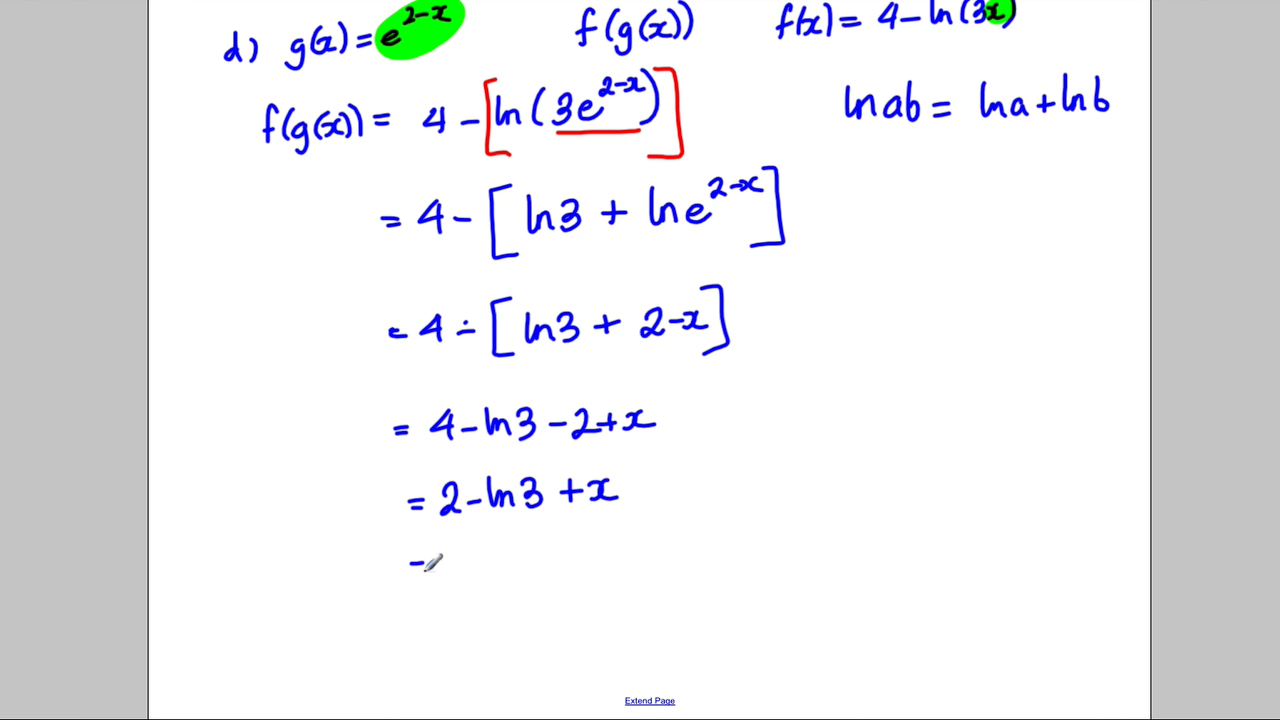 d) g(x) = e^{2-x} f(g(x)) f(x) = 4 - ln(3x)
f(g(x)) = 4 - [ln(3e^{2-x})] ln ab = ln a + ln b
= 4 - [ln3 + ln e^{2-x}]
= 4 - [ln3 + 2-x]
= 4 - ln3 - 2 + x
= 2 - ln3 + x
-
Extend Page